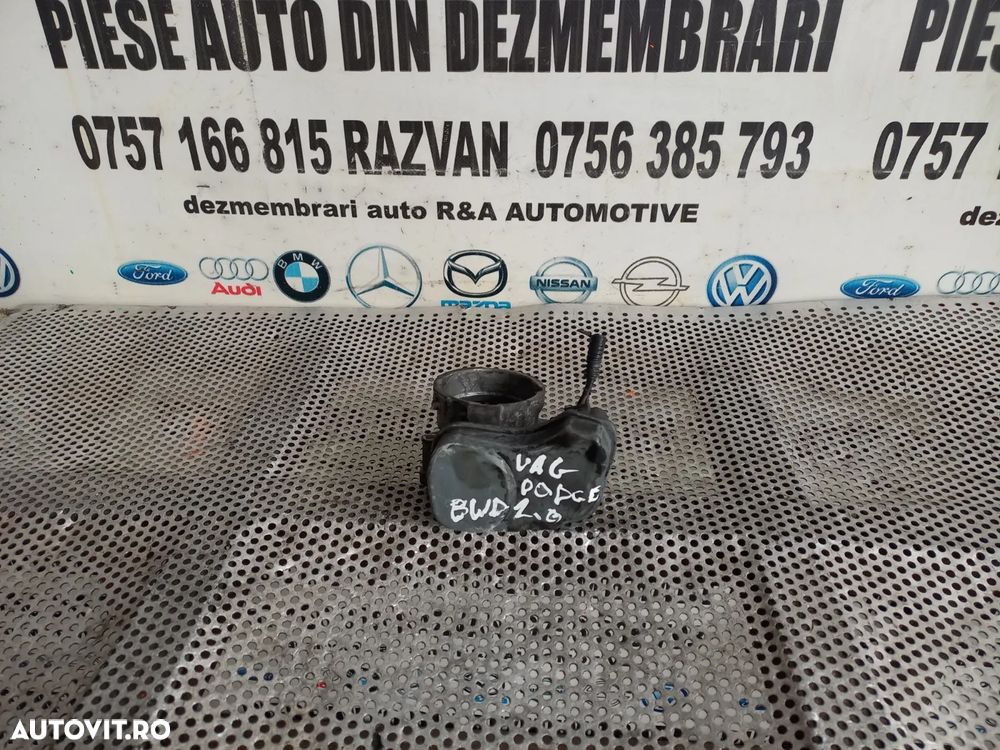 PIESE AUTO DIN DEZMEMBRARI PIES
0757 166 815 RAZVAN 0756 385 793 0757
dezmembrari auto R&A AUTOMOTIVE de
Ford Audi BMW mazda NISSAN Ford
VAG
DODGE
BWD 2.0
AUTOVIT.RO